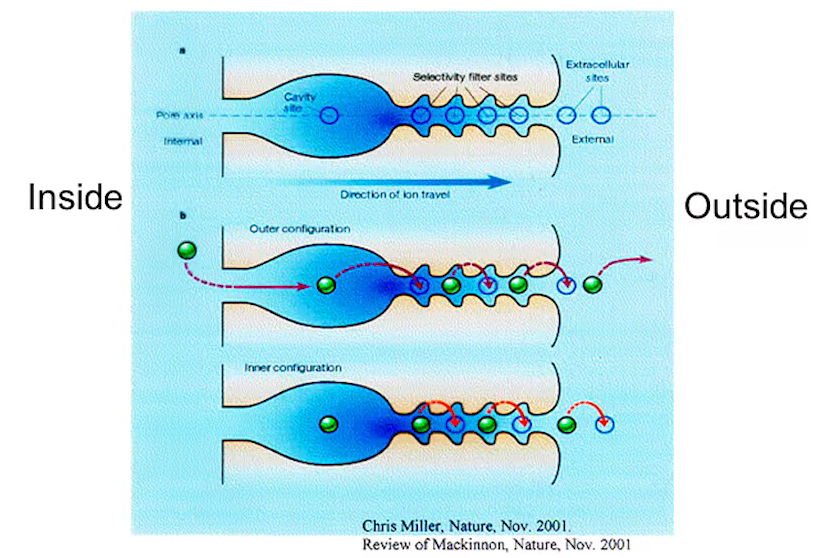 a
Selectivity filter sites
Extracellular
sites
Cavity
site
Pore axis
Internal
External
Direction of ion travel
Inside
Outside
b
Outer configuration
Inner configuration
Chris Miller, Nature, Nov. 2001.
Review of Mackinnon, Nature, Nov. 2001